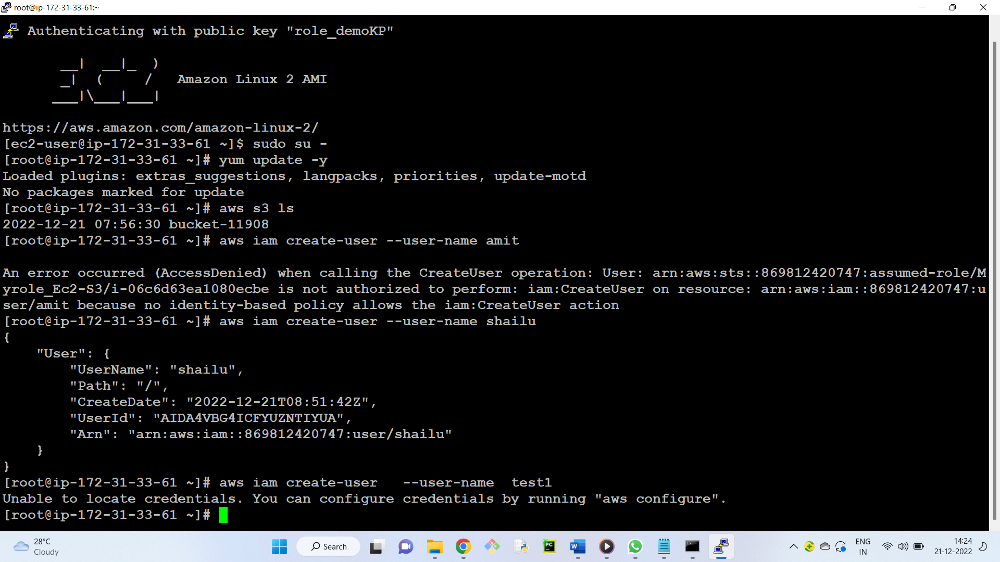 root@ip-172-31-33-61:~
Authenticating with public key "role_demoKP"
       __|  __|_  )
       _|  (     /   Amazon Linux 2 AMI
      ___|\___|___|
https://aws.amazon.com/amazon-linux-2/
[ec2-user@ip-172-31-33-61 ~]$ sudo su -
[root@ip-172-31-33-61 ~]# yum update -y
Loaded plugins: extras_suggestions, langpacks, priorities, update-motd
No packages marked for update
[root@ip-172-31-33-61 ~]# aws s3 ls
2022-12-21 07:56:30 bucket-11908
[root@ip-172-31-33-61 ~]# aws iam create-user --user-name amit
An error occurred (AccessDenied) when calling the CreateUser operation: User: arn:aws:sts::869812420747:assumed-role/M
yrole_Ec2-S3/i-06c6d63ea1080ecbe is not authorized to perform: iam:CreateUser on resource: arn:aws:iam::869812420747:u
ser/amit because no identity-based policy allows the iam:CreateUser action
[root@ip-172-31-33-61 ~]# aws iam create-user --user-name shailu
{
    "User": {
        "UserName": "shailu",
        "Path": "/",
        "CreateDate": "2022-12-21T08:51:42Z",
        "UserId": "AIDA4VBG4ICFYUZNTIYUA",
        "Arn": "arn:aws:iam::869812420747:user/shailu"
    }
}
[root@ip-172-31-33-61 ~]# aws iam create-user   --user-name  test1
Unable to locate credentials. You can configure credentials by running "aws configure".
[root@ip-172-31-33-61 ~]#
28°C
Cloudy
Search
PC
W
ENG
IN
14:24
21-12-2022